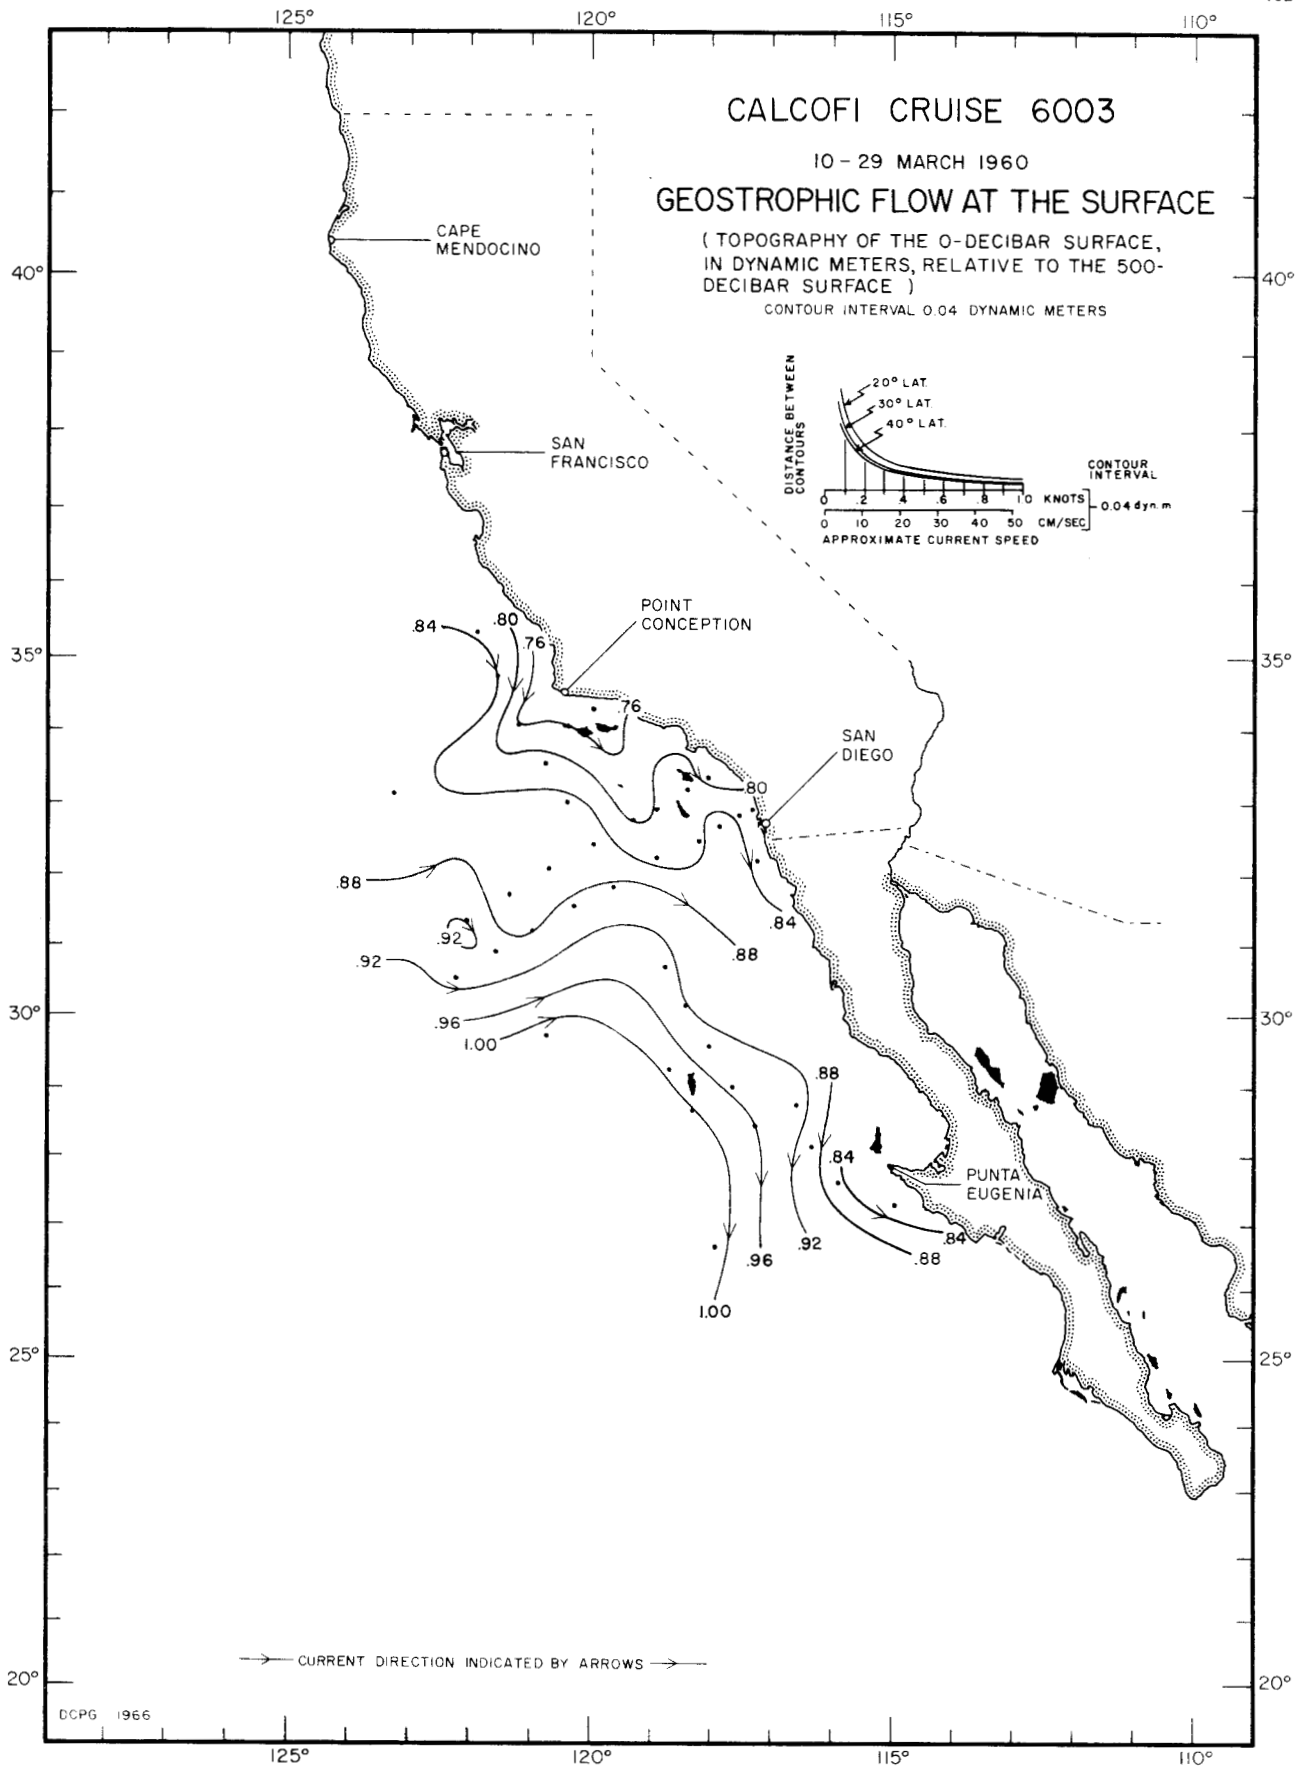 125°
120°
115°
110°
CALCOFI CRUISE 6003
10-29 MARCH 1960
GEOSTROPHIC FLOW AT THE SURFACE
( TOPOGRAPHY OF THE 0-DECIBAR SURFACE,
IN DYNAMIC METERS, RELATIVE TO THE 500-
DECIBAR SURFACE )
CONTOUR INTERVAL 0.04 DYNAMIC METERS
CAPE
MENDOCINO
40°
40°
DISTANCE BETWEEN
CONTOURS
20° LAT.
30° LAT.
40° LAT.
SAN
FRANCISCO
CONTOUR
INTERVAL
0 .2 .4 .6 .8 1.0 KNOTS
0.04 dyn. m
0 10 20 30 40 50 CM/SEC
APPROXIMATE CURRENT SPEED
POINT
CONCEPTION
.84
.80
.76
35°
35°
.76
SAN
DIEGO
.80
.88
.84
.92
.88
.92
30°
30°
.96
1.00
.88
.84
PUNTA
EUGENIA
.84
.92
.88
.96
1.00
25°
25°
CURRENT DIRECTION INDICATED BY ARROWS
20°
20°
DCPG 1966
125°
120°
115°
110°